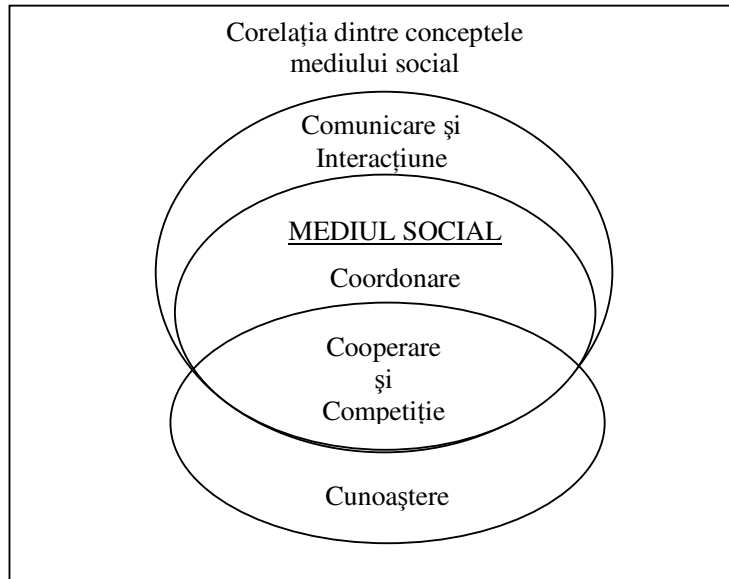 Corelația dintre conceptele
mediului social
Comunicare şi
Interacțiune
MEDIUL SOCIAL
Coordonare
Cooperare
şi
Competiție
Cunoaştere